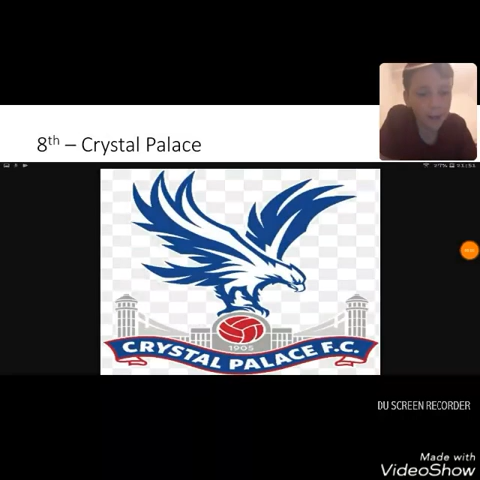 8th – Crystal Palace
1905
CRYSTAL PALACE F.C.
DU SCREEN RECORDER
Made with
VideoShow